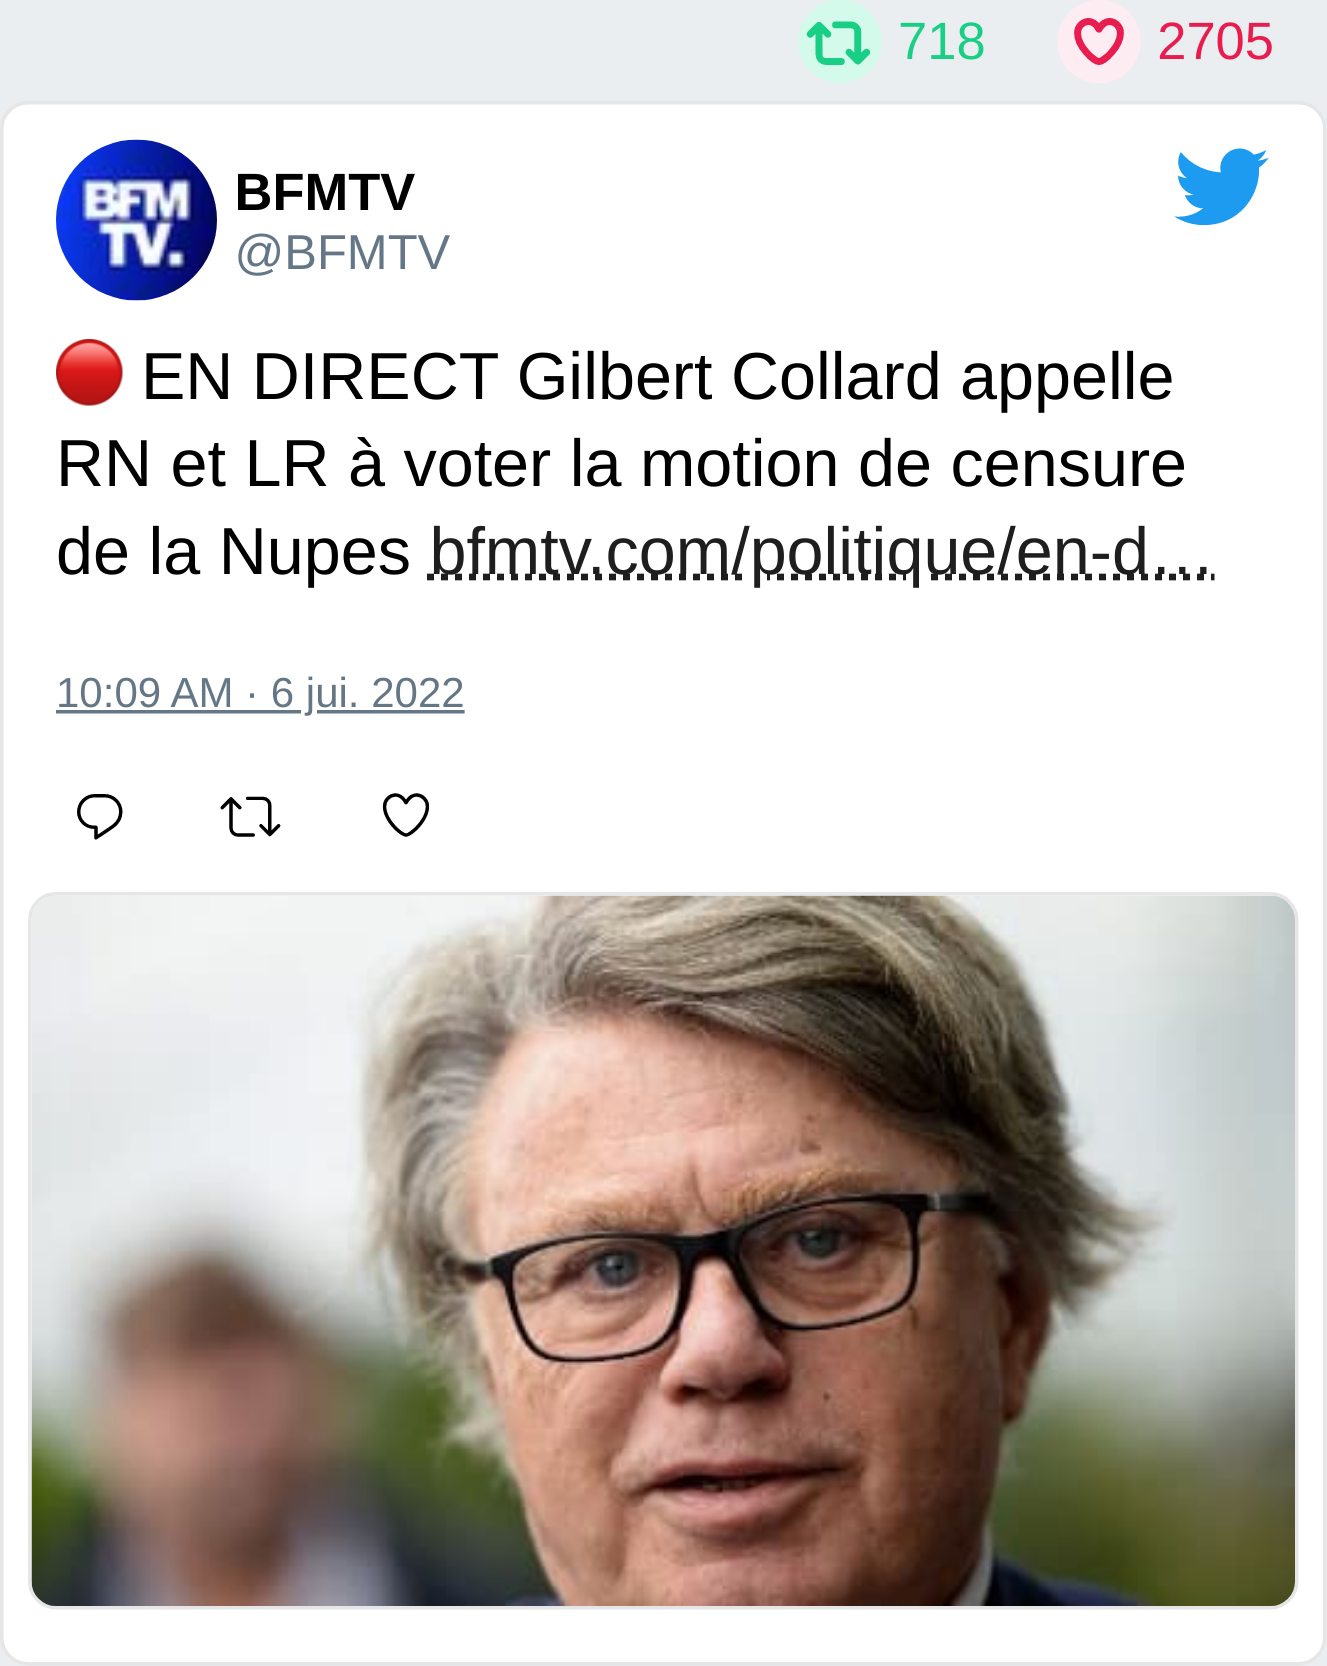 718 2705
BFM
TV.
BFMTV
@BFMTV
🔴 EN DIRECT Gilbert Collard appelle
RN et LR à voter la motion de censure
de la Nupes bfmtv.com/politique/en-d…
10:09 AM · 6 jui. 2022